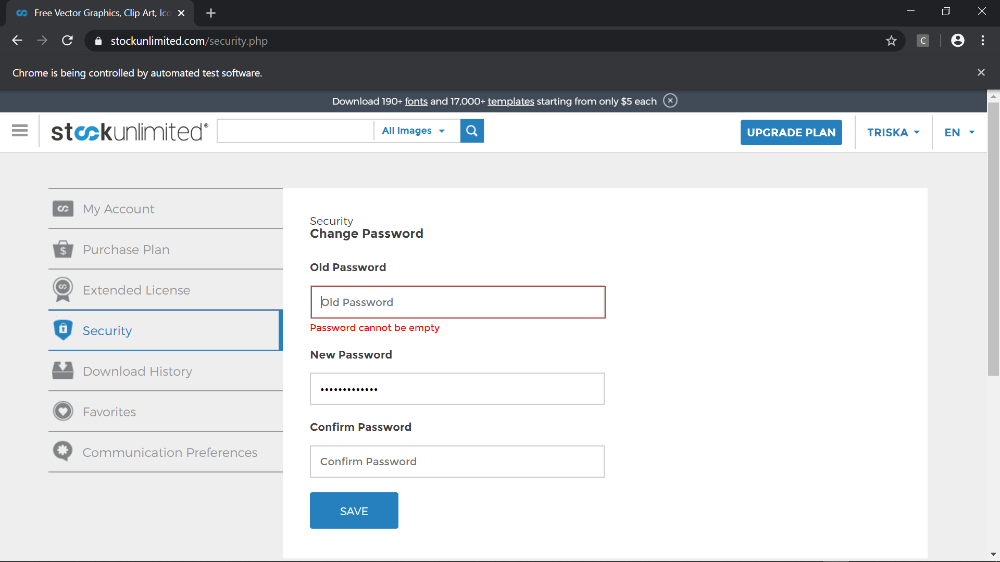 Free Vector Graphics, Clip Art, Ico
stockunlimited.com/security.php
C
Chrome is being controlled by automated test software.
Download 190+ fonts and 17,000+ templates starting from only $5 each
stockunlimited®
All Images
UPGRADE PLAN
TRISKA
EN
My Account
Purchase Plan
Extended License
Security
Download History
Favorites
Communication Preferences
Security
Change Password
Old Password
Old Password
Password cannot be empty
New Password
•••••••••••••
Confirm Password
Confirm Password
SAVE